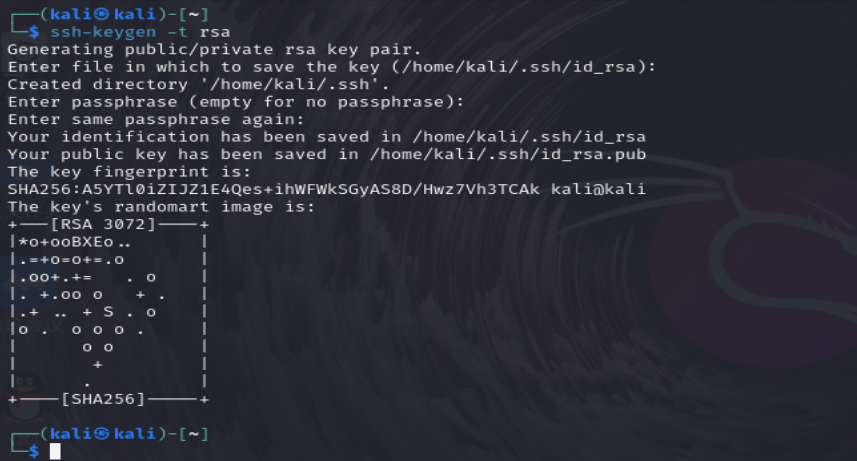 ┌──(kali㉿kali)-[~]
└─$ ssh-keygen -t rsa
Generating public/private rsa key pair.
Enter file in which to save the key (/home/kali/.ssh/id_rsa):
Created directory '/home/kali/.ssh'.
Enter passphrase (empty for no passphrase):
Enter same passphrase again:
Your identification has been saved in /home/kali/.ssh/id_rsa
Your public key has been saved in /home/kali/.ssh/id_rsa.pub
The key fingerprint is:
SHA256:A5YTl0iZIJZ1E4Qes+ihWFWkSGyAS8D/Hwz7Vh3TCAk kali@kali
The key's randomart image is:
+---[RSA 3072]----+
|*o+ooBXEo..      |
|.=+o=o+=.o       |
|.oo+.+=   . o    |
|. +.oo o   + .   |
|.+ ..  + S . o   |
|o .  o o o .     |
|      o o        |
|       +         |
|      .          |
+----[SHA256]-----+
┌──(kali㉿kali)-[~]
└─$